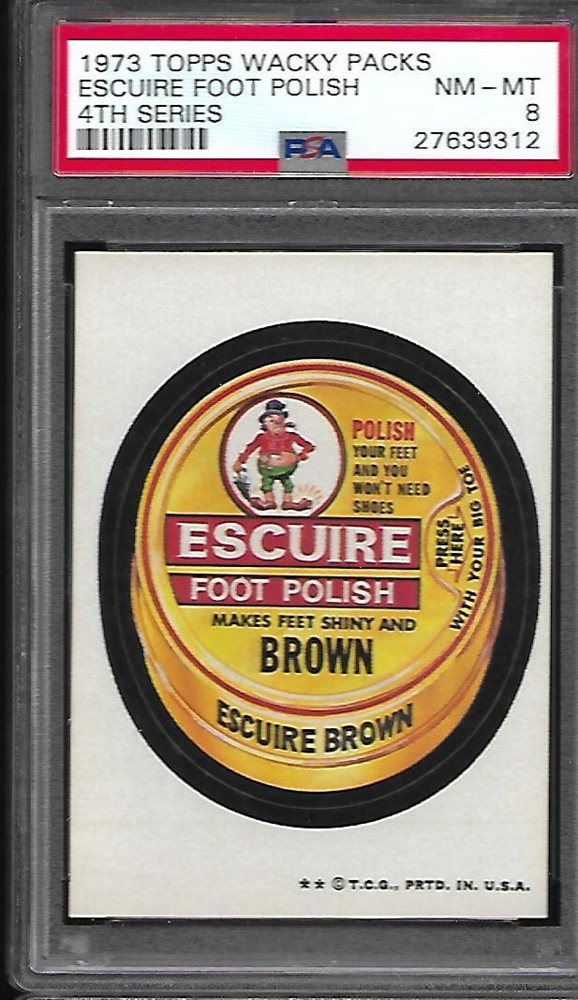 1973 TOPPS WACKY PACKS
ESCUIRE FOOT POLISH NM - MT
4TH SERIES 8
PSA 27639312
POLISH
YOUR FEET
AND YOU
WON'T NEED
SHOES
PRESS
HERE
WITH YOUR BIG TOE
ESCUIRE
FOOT POLISH
MAKES FEET SHINY AND
BROWN
ESCUIRE BROWN
** © T.C.G., PRTD. IN. U.S.A.